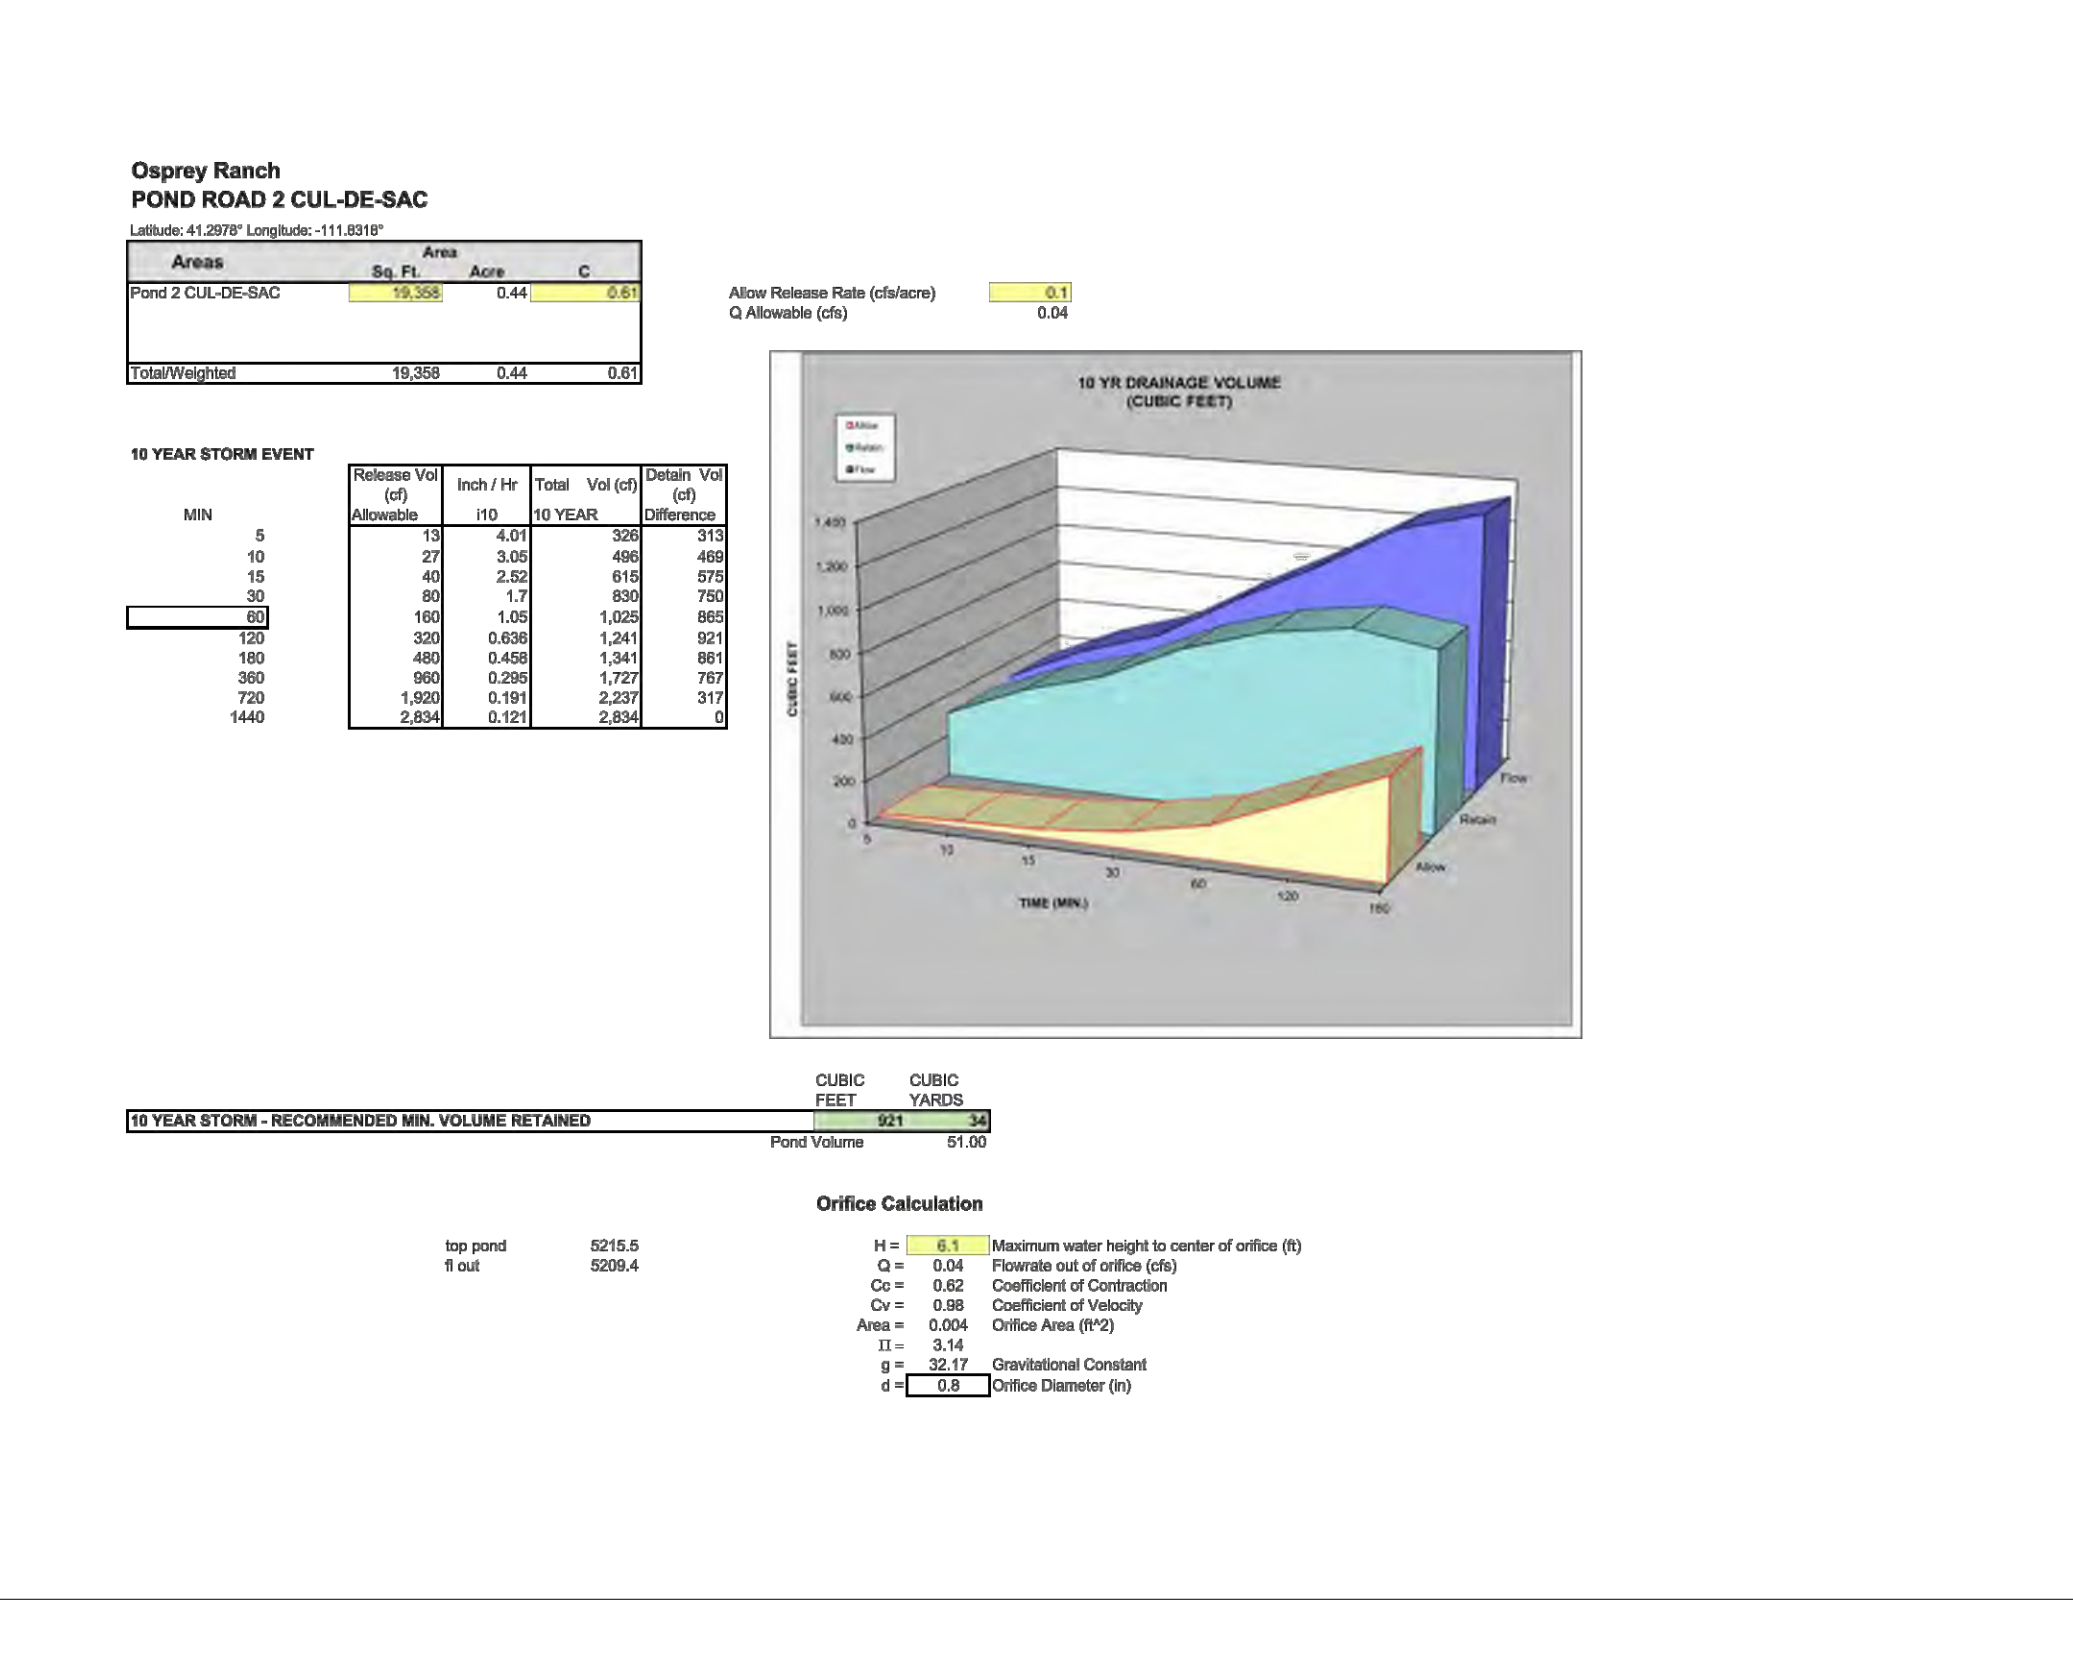 Osprey Ranch
POND ROAD 2 CUL-DE-SAC
Latitude: 41.2978° Longitude: -111.8318°
Areas Area
Sq. Ft. Acre C
Pond 2 CUL-DE-SAC 19,358 0.44 0.61
Total/Weighted 19,358 0.44 0.61
Allow Release Rate (cfs/acre) 0.1
Q Allowable (cfs) 0.04
10 YEAR STORM EVENT
Release Vol Inch / Hr Total Vol (cf) Detain Vol
(cf) (cf)
MIN Allowable i10 10 YEAR Difference
5 13 4.01 326 313
10 27 3.05 496 469
15 40 2.52 615 575
30 80 1.7 830 750
60 160 1.05 1,025 865
120 320 0.636 1,241 921
180 480 0.458 1,341 861
360 960 0.295 1,727 767
720 1,920 0.191 2,237 317
1440 2,834 0.121 2,834 0
10 YR DRAINAGE VOLUME
(CUBIC FEET)
Allow
Retain
Flow
1,400
1,200
1,000
800
600
400
200
0
CUBIC FEET
5 10 15 30 60 120 180
TIME (MIN.)
Flow
Retain
Allow
CUBIC CUBIC
FEET YARDS
10 YEAR STORM - RECOMMENDED MIN. VOLUME RETAINED 921 34
Pond Volume 51.00
Orifice Calculation
top pond 5215.5
fl out 5209.4
H = 6.1 Maximum water height to center of orifice (ft)
Q = 0.04 Flowrate out of orifice (cfs)
Cc = 0.62 Coefficient of Contraction
Cv = 0.98 Coefficient of Velocity
Area = 0.004 Orifice Area (ft^2)
Π = 3.14
g = 32.17 Gravitational Constant
d = 0.8 Orifice Diameter (in)